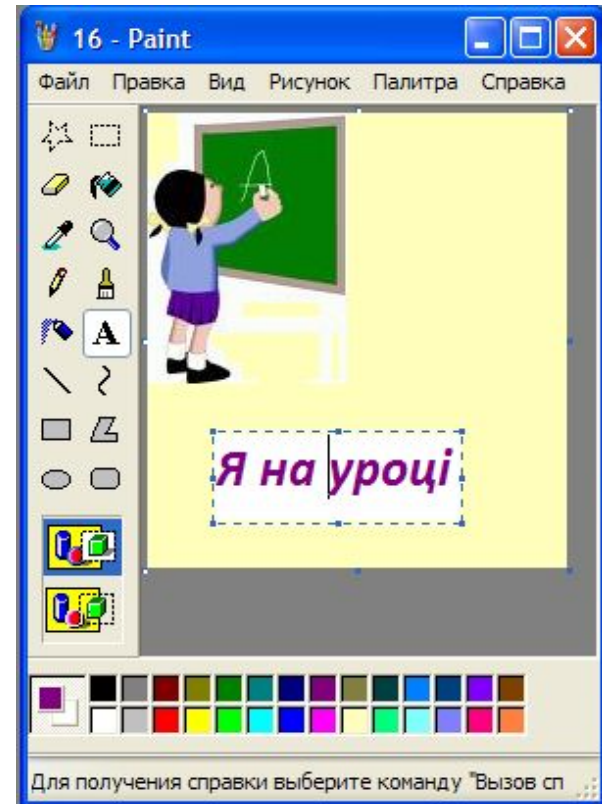 16 - Paint
Файл Правка Вид Рисунок Палитра Справка
A
A
Я на уроці
Для получения справки выберите команду "Вызов сп